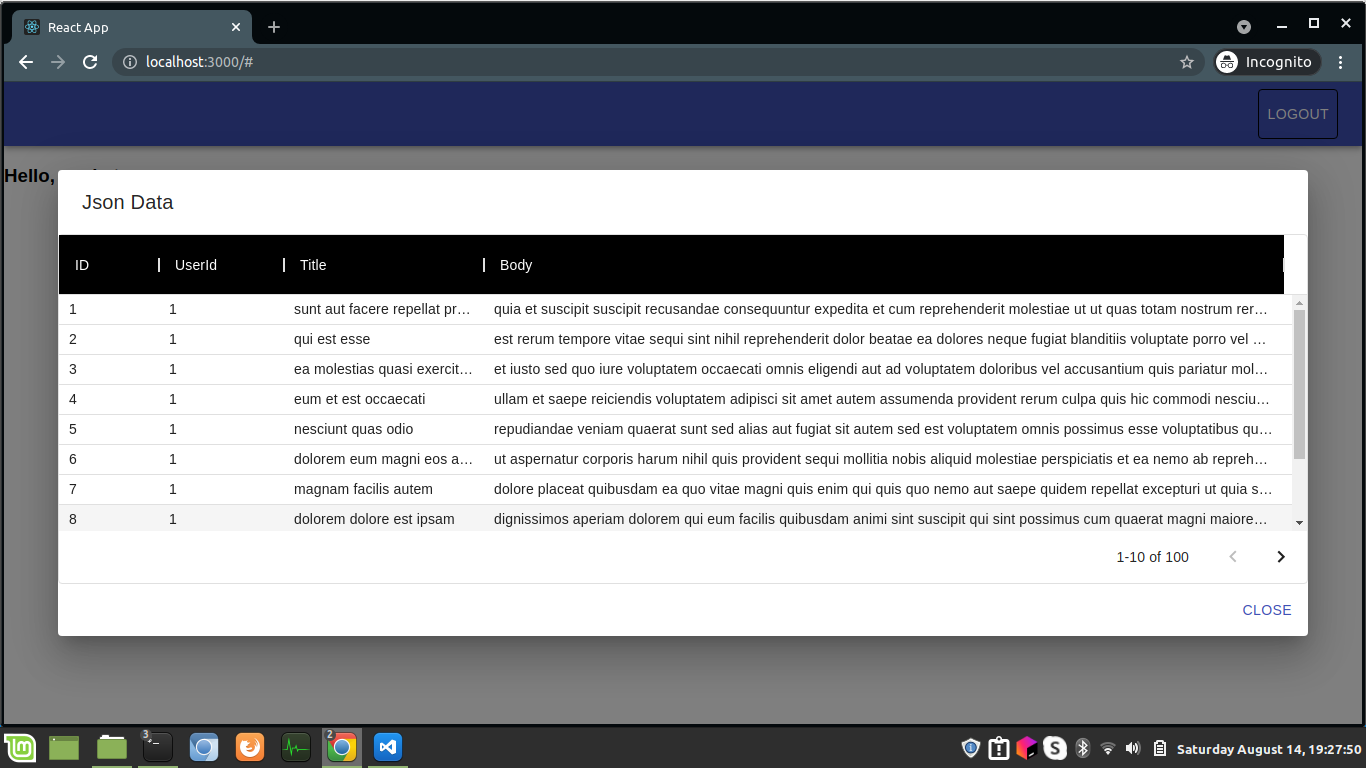 React App
localhost:3000/#
Incognito
LOGOUT
Hello,
Json Data
ID UserId Title Body
1 1 sunt aut facere repellat pr… quia et suscipit suscipit recusandae consequuntur expedita et cum reprehenderit molestiae ut ut quas totam nostrum rer…
2 1 qui est esse est rerum tempore vitae sequi sint nihil reprehenderit dolor beatae ea dolores neque fugiat blanditiis voluptate porro vel …
3 1 ea molestias quasi exercit… et iusto sed quo iure voluptatem occaecati omnis eligendi aut ad voluptatem doloribus vel accusantium quis pariatur mol…
4 1 eum et est occaecati ullam et saepe reiciendis voluptatem adipisci sit amet autem assumenda provident rerum culpa quis hic commodi nesciu…
5 1 nesciunt quas odio repudiandae veniam quaerat sunt sed alias aut fugiat sit autem sed est voluptatem omnis possimus esse voluptatibus qu…
6 1 dolorem eum magni eos a… ut aspernatur corporis harum nihil quis provident sequi mollitia nobis aliquid molestiae perspiciatis et ea nemo ab repreh…
7 1 magnam facilis autem dolore placeat quibusdam ea quo vitae magni quis enim qui quis quo nemo aut saepe quidem repellat excepturi ut quia s…
8 1 dolorem dolore est ipsam dignissimos aperiam dolorem qui eum facilis quibusdam animi sint suscipit qui sint possimus cum quaerat magni maiore…
1-10 of 100
CLOSE
3
2
Saturday August 14, 19:27:50